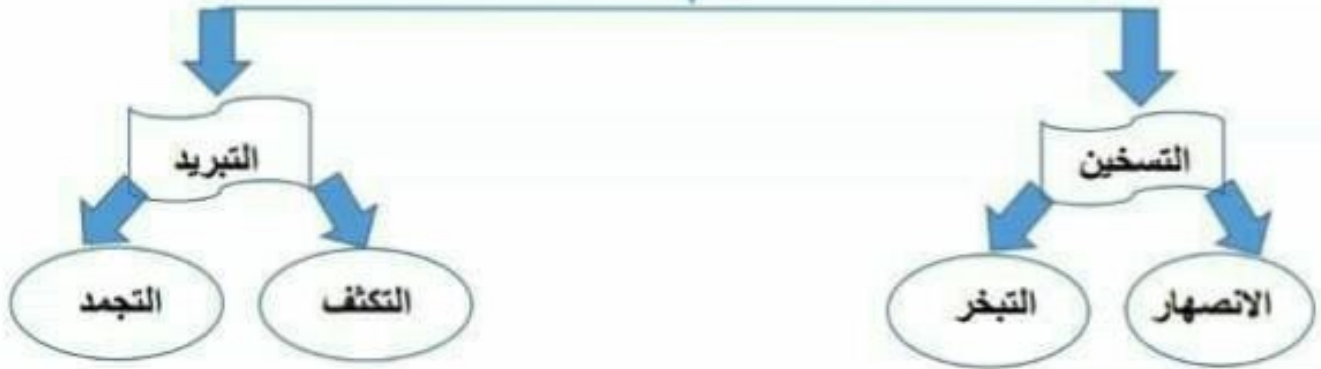 التسخين
التبريد
الانصهار
التبخر
التكثف
التجمد